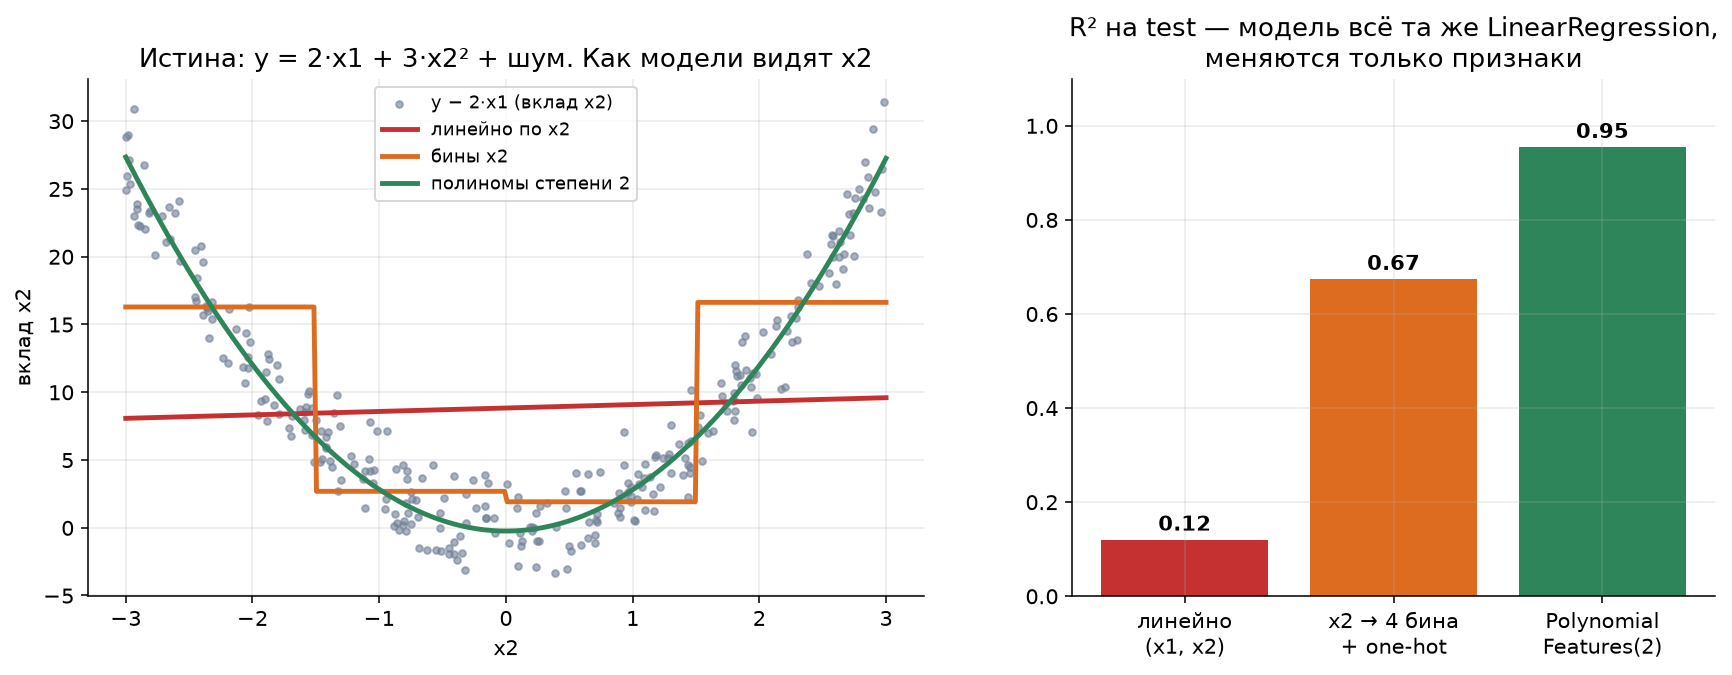 Истина: y = 2·x1 + 3·x2² + шум. Как модели видят x2
y − 2·x1 (вклад x2)
линейно по x2
бины x2
полиномы степени 2
вклад x2
30
25
20
15
10
5
0
−5
−3
−2
−1
0
1
2
3
x2
R² на test — модель всё та же LinearRegression,
меняются только признаки
1.0
0.8
0.6
0.4
0.2
0.0
0.12
0.67
0.95
линейно
(x1, x2)
x2 → 4 бина
+ one-hot
Polynomial
Features(2)